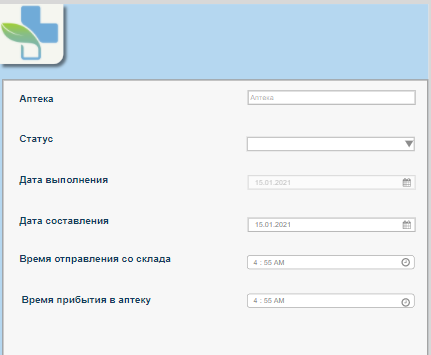 Аптека
Аптека
Статус
Дата выполнения
15.01.2021
Дата составления
15.01.2021
Время отправления со склада
4 : 55 AM
Время прибытия в аптеку
4 : 55 AM